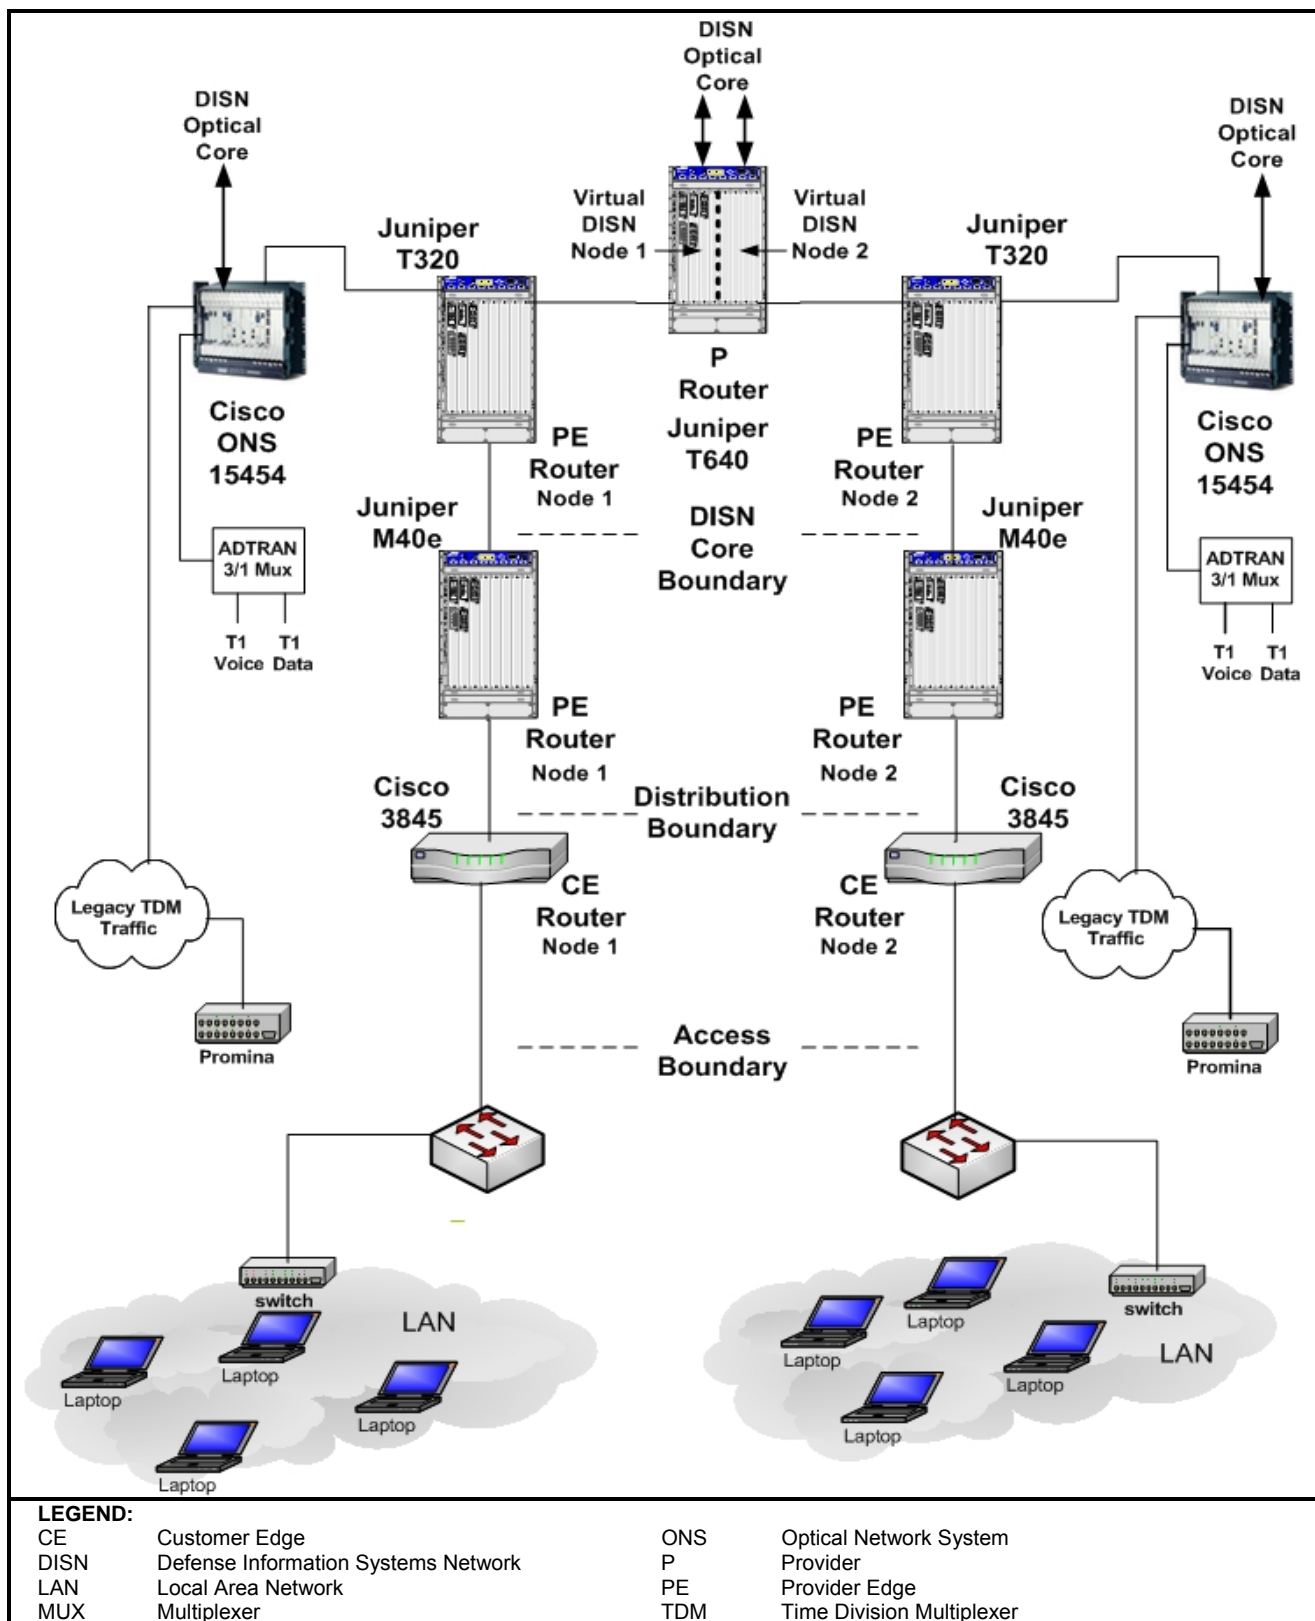 DISN
Optical
Core
DISN
Optical
Core
DISN
Optical
Core
Juniper
T320
Virtual
DISN
Node 1
Virtual
DISN
Node 2
Juniper
T320
Cisco
ONS
15454
P
Router
Juniper
T640
Cisco
ONS
15454
PE
Router
Node 1
PE
Router
Node 2
Juniper
M40e
DISN
Core
Boundary
Juniper
M40e
ADTRAN
3/1 Mux
T1
Voice
T1
Data
ADTRAN
3/1 Mux
T1
Voice
T1
Data
PE
Router
Node 1
PE
Router
Node 2
Cisco
3845
Distribution
Boundary
Cisco
3845
CE
Router
Node 1
CE
Router
Node 2
Legacy TDM
Traffic
Legacy TDM
Traffic
Promina
Access
Boundary
Promina
switch
LAN
Laptop
Laptop
Laptop
Laptop
switch
LAN
Laptop
Laptop
Laptop
Laptop
LEGEND:
CE Customer Edge
DISN Defense Information Systems Network
LAN Local Area Network
MUX Multiplexer
ONS Optical Network System
P Provider
PE Provider Edge
TDM Time Division Multiplexer